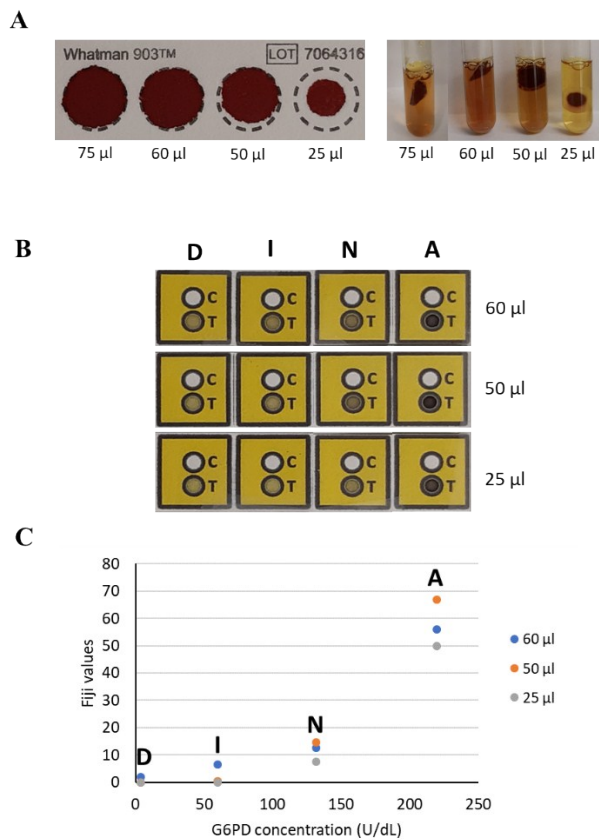 A
Whatman 903™ LOT 7064316
75 µl 60 µl 50 µl 25 µl
75 µl 60 µl 50 µl 25 µl
B
D I N A
C C C C
T T T T
60 µl
C C C C
T T T T
50 µl
C C C C
T T T T
25 µl
C
80
70
60
50
40
30
20
10
0
Fiji values
D
I
N
A
0 50 100 150 200 250
G6PD concentration (U/dL)
60 µl
50 µl
25 µl